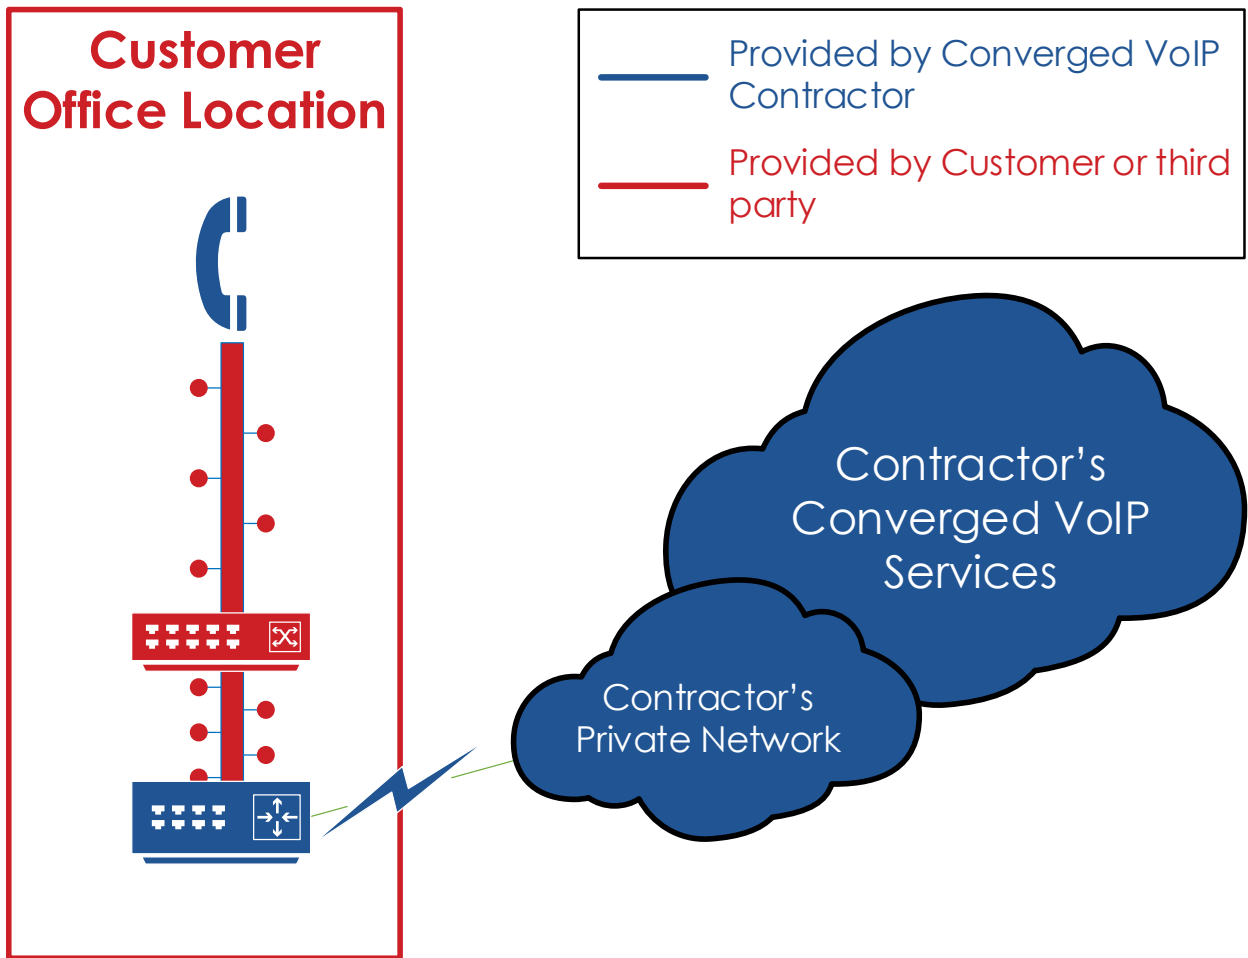 Customer
Office Location
Provided by Converged VoIP
Contractor
Provided by Customer or third
party
Contractor’s
Converged VoIP
Services
Contractor’s
Private Network